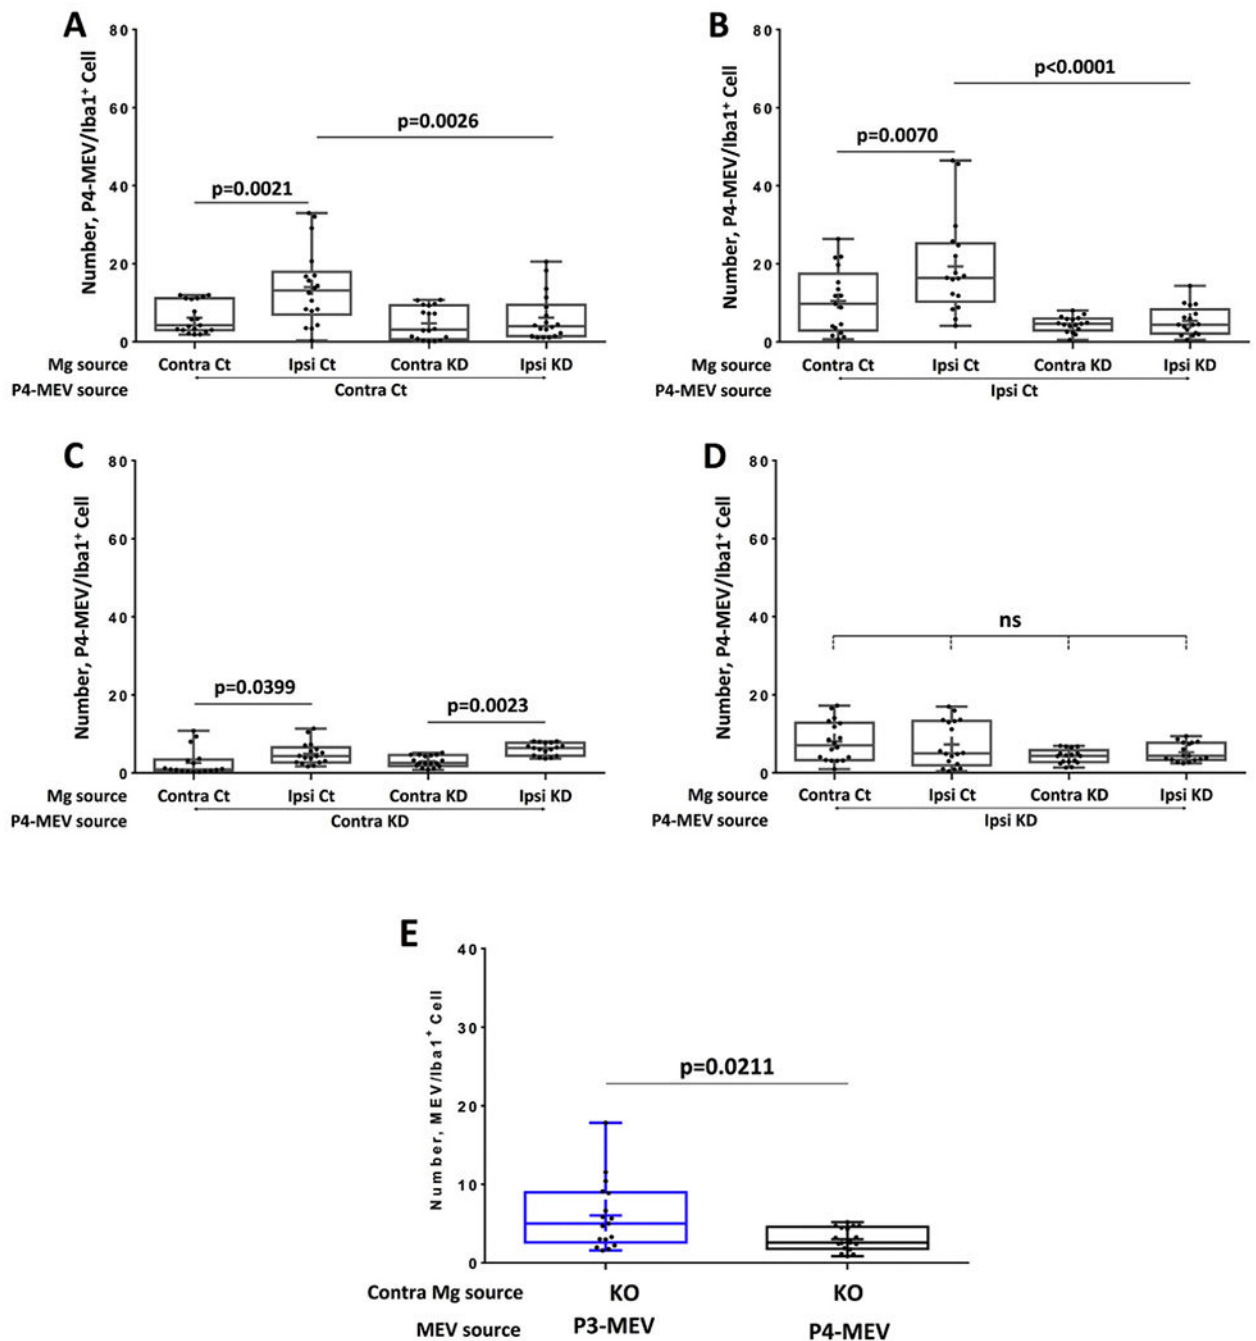 A
B
Number, P4-MEV/Iba1⁺ Cell
80
60
40
20
0
p=0.0021
p=0.0026
Mg source
Contra Ct
Ipsi Ct
Contra KD
Ipsi KD
P4-MEV source
Contra Ct
Number, P4-MEV/Iba1⁺ Cell
80
60
40
20
0
p=0.0070
p<0.0001
Mg source
Contra Ct
Ipsi Ct
Contra KD
Ipsi KD
P4-MEV source
Ipsi Ct
C
D
Number, P4-MEV/Iba1⁺ Cell
80
60
40
20
0
p=0.0399
p=0.0023
Mg source
Contra Ct
Ipsi Ct
Contra KD
Ipsi KD
P4-MEV source
Contra KD
Number, P4-MEV/Iba1⁺ Cell
80
60
40
20
0
ns
Mg source
Contra Ct
Ipsi Ct
Contra KD
Ipsi KD
P4-MEV source
Ipsi KD
E
Number, MEV/Iba1⁺ Cell
40
30
20
10
0
p=0.0211
Contra Mg source
KO
KO
MEV source
P3-MEV
P4-MEV